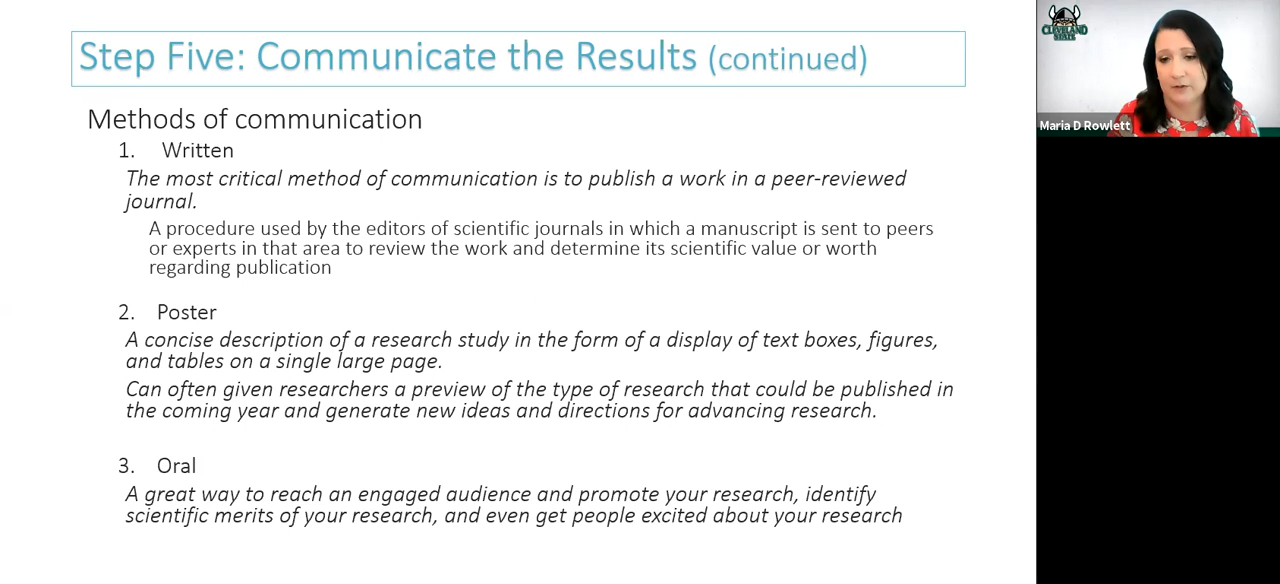 Step Five: Communicate the Results (continued)
Methods of communication
1. Written
The most critical method of communication is to publish a work in a peer-reviewed
journal.
A procedure used by the editors of scientific journals in which a manuscript is sent to peers
or experts in that area to review the work and determine its scientific value or worth
regarding publication
2. Poster
A concise description of a research study in the form of a display of text boxes, figures,
and tables on a single large page.
Can often given researchers a preview of the type of research that could be published in
the coming year and generate new ideas and directions for advancing research.
3. Oral
A great way to reach an engaged audience and promote your research, identify
scientific merits of your research, and even get people excited about your research
CLEVELAND
STATE
Maria D Rowlett